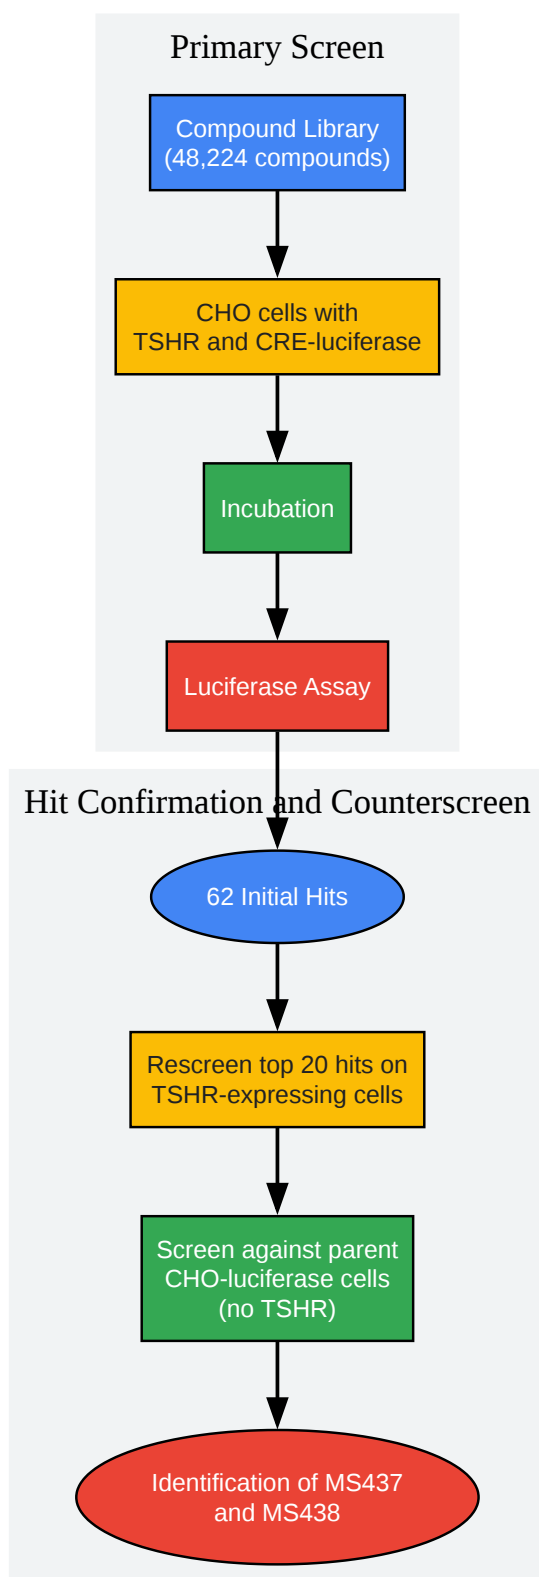 Primary Screen
Compound Library
(48,224 compounds)
CHO cells with
TSHR and CRE-luciferase
Incubation
Luciferase Assay
Hit Confirmation and Counterscreen
62 Initial Hits
Rescreen top 20 hits on
TSHR-expressing cells
Screen against parent
CHO-luciferase cells
(no TSHR)
Identification of MS437
and MS438